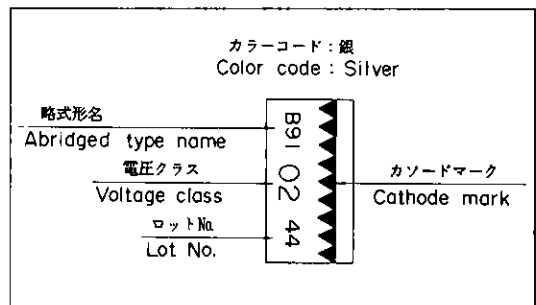 カラーコード：銀
Color code : Silver
略式形名
Abridged type name
電圧クラス
Voltage class
ロットNo.
Lot No.
B91 02 44
カソードマーク
Cathode mark